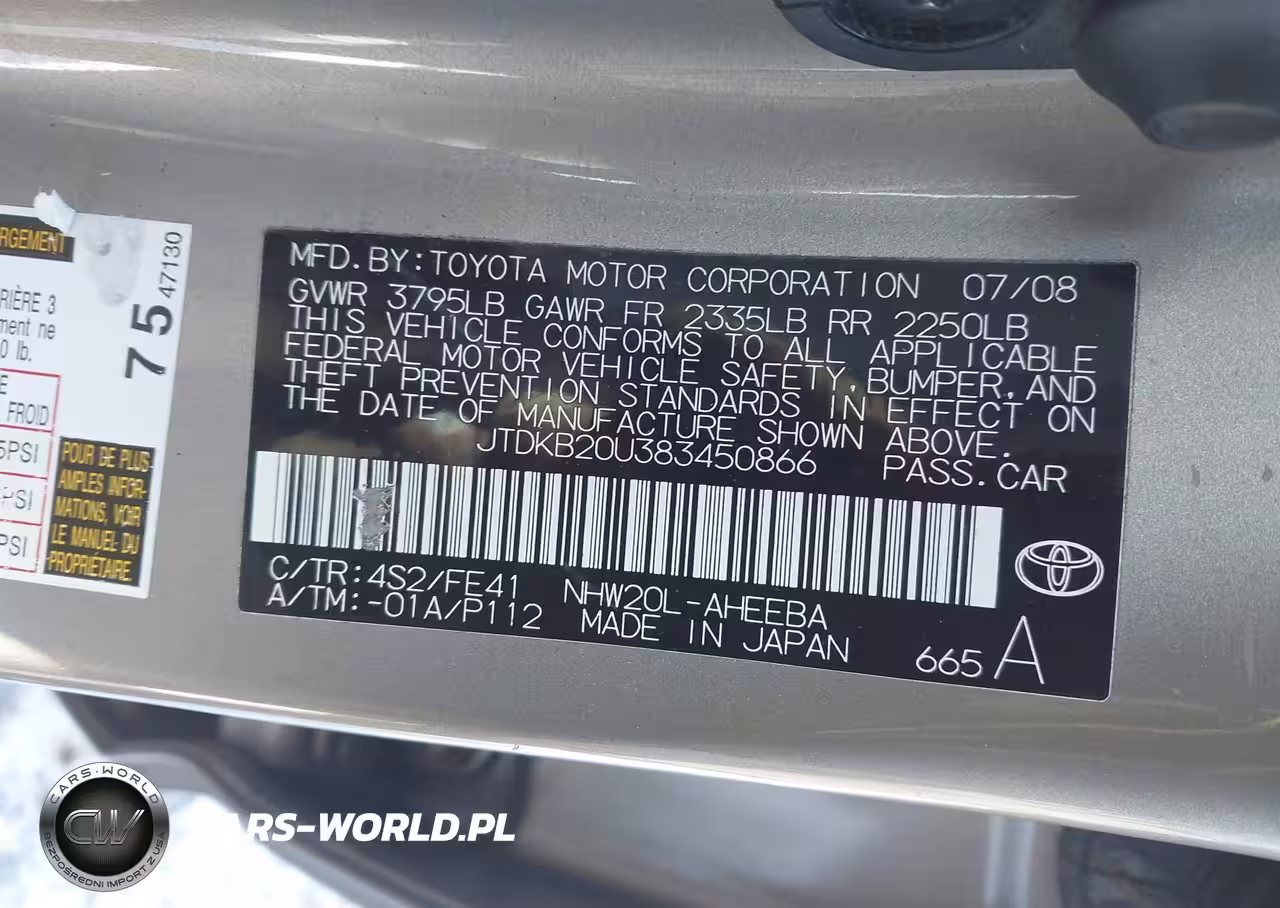 RGEMENT
RIÈRE 3
ment ne
0 lb.
E
FROID
5PSI
PSI
PSI
75
47130
POUR DE PLUS
AMPLES INFOR-
MATIONS, VOIR
LE MANUEL DU
PROPRIÉTAIRE.
MFD.BY:TOYOTA MOTOR CORPORATION 07/08
GVWR 3795LB GAWR FR 2335LB RR 2250LB
THIS VEHICLE CONFORMS TO ALL APPLICABLE
FEDERAL MOTOR VEHICLE SAFETY,BUMPER,AND
THEFT PREVENTION STANDARDS IN EFFECT ON
THE DATE OF MANUFACTURE SHOWN ABOVE.
JTDKB20U383450866 PASS.CAR
C/TR:4S2/FE41 NHW20L-AHEEBA
A/TM:-01A/P112 MADE IN JAPAN
665 A
CARS-WORLD
CW
BEZPOŚREDNI IMPORT Z USA
CARS-WORLD.PL